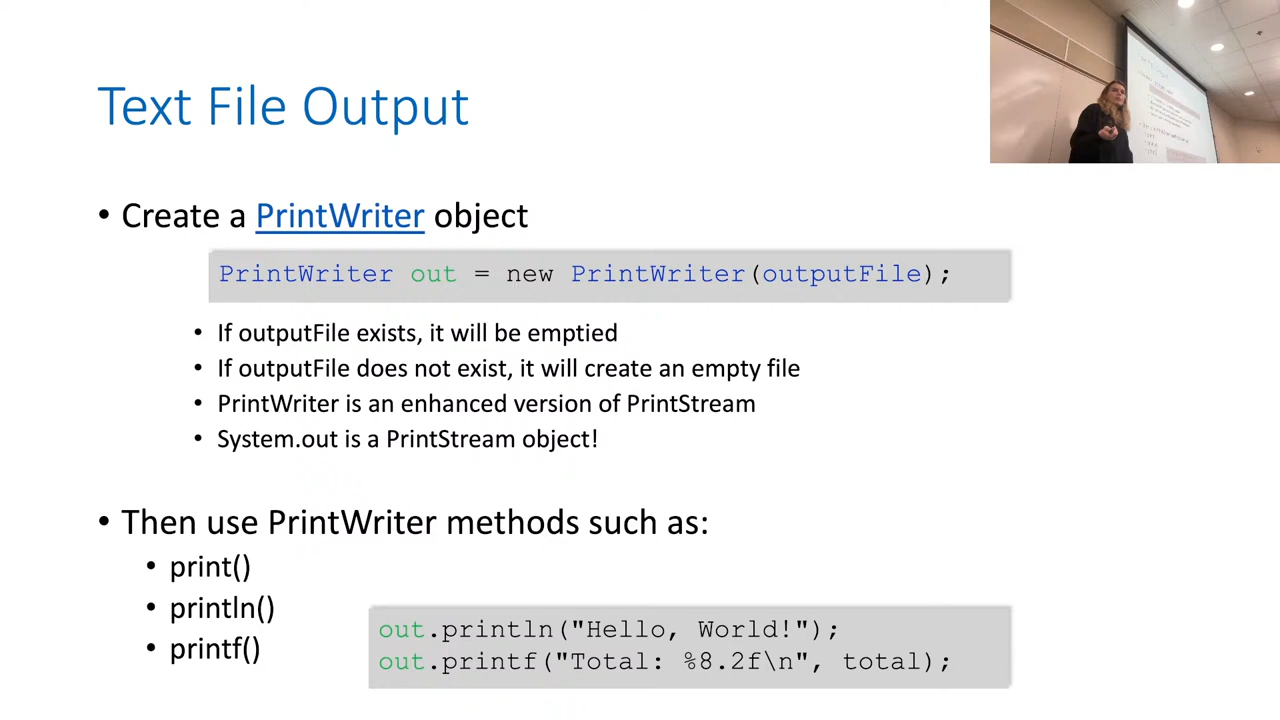 Text File Output
• Create a PrintWriter object
PrintWriter out = new PrintWriter(outputFile);
• If outputFile exists, it will be emptied
• If outputFile does not exist, it will create an empty file
• PrintWriter is an enhanced version of PrintStream
• System.out is a PrintStream object!
• Then use PrintWriter methods such as:
• print()
• println()
• printf()
out.println("Hello, World!");
out.printf("Total: %8.2f\n", total);